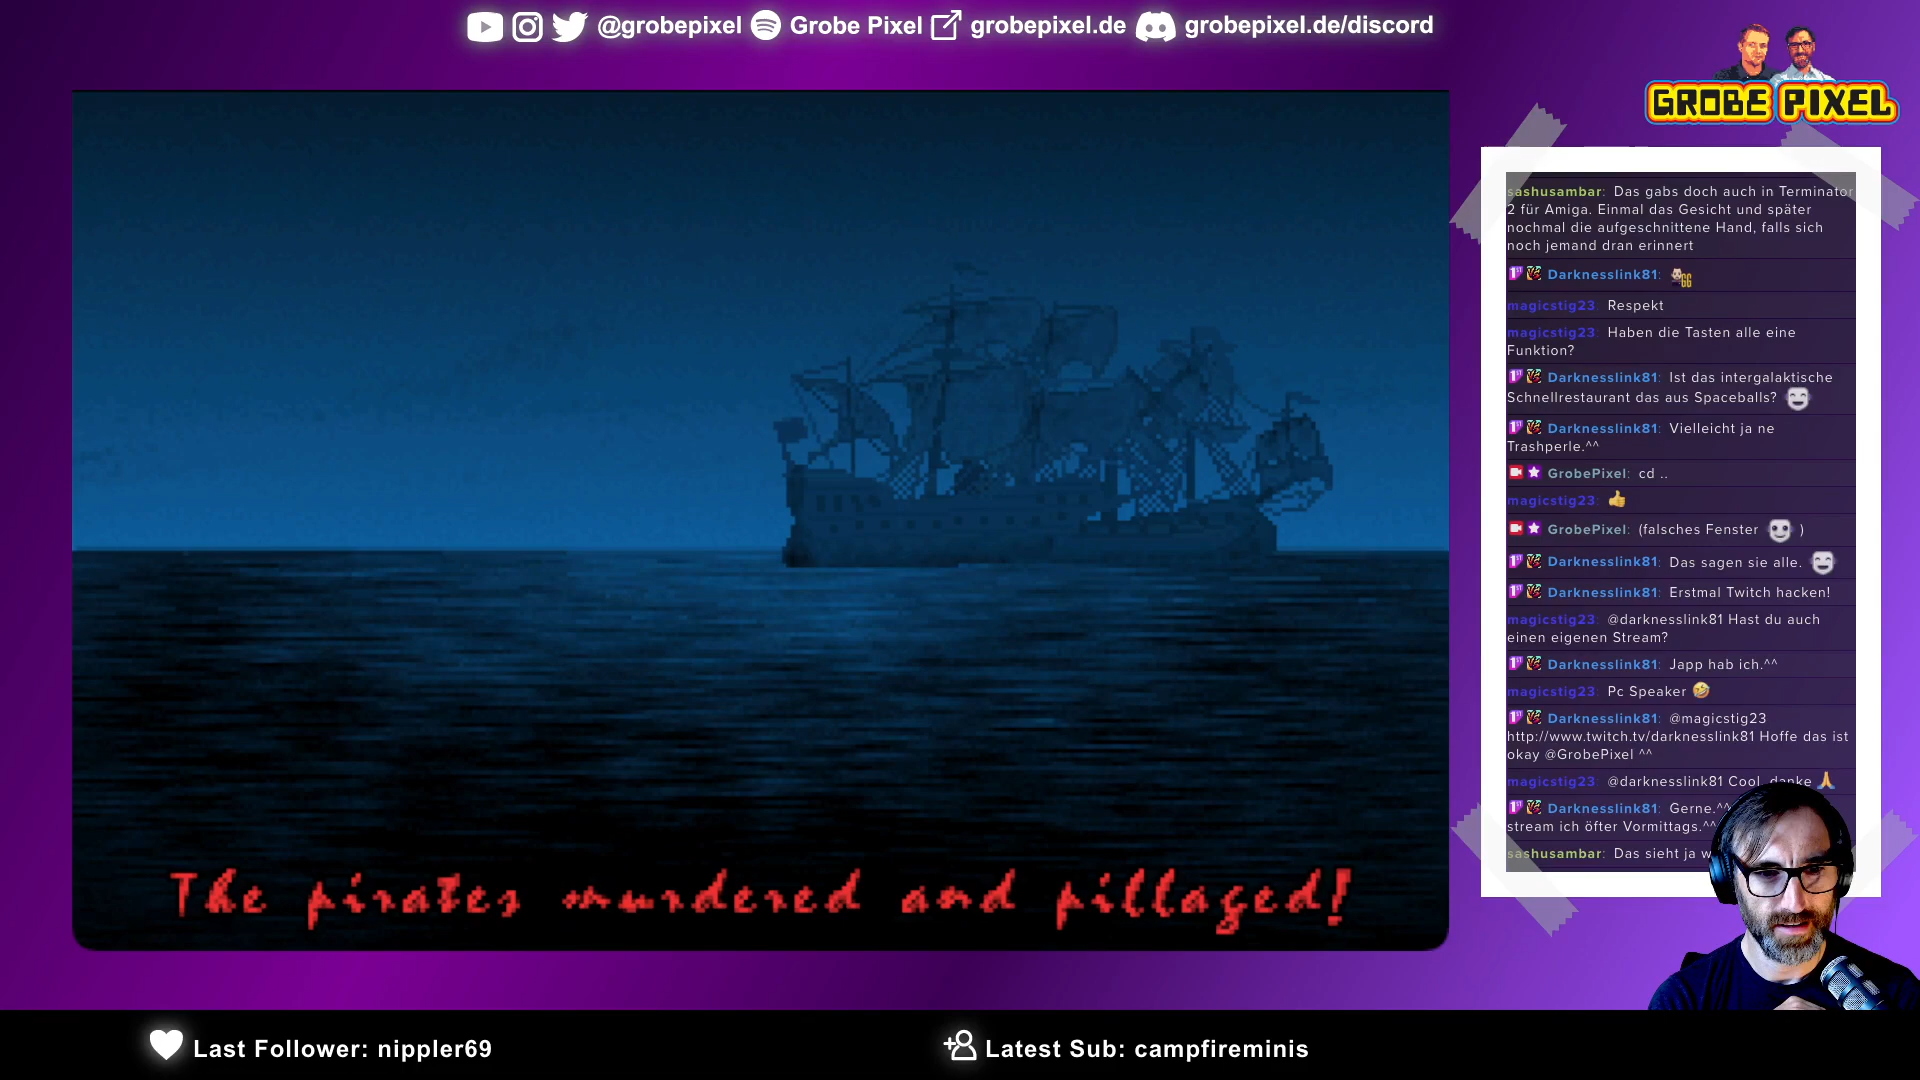 @grobepixel Grobe Pixel grobepixel.de grobepixel.de/discord
GROBE PIXEL
sashusambar: Das gabs doch auch in Terminator
2 für Amiga. Einmal das Gesicht und später
nochmal die aufgeschnittene Hand, falls sich
noch jemand dran erinnert
Darknesslink81: GG
magicstig23: Respekt
magicstig23: Haben die Tasten alle eine
Funktion?
Darknesslink81: Ist das intergalaktische
Schnellrestaurant das aus Spaceballs?
Darknesslink81: Vielleicht ja ne
Trashperle.^^
GrobePixel: cd ..
magicstig23:
GrobePixel: (falsches Fenster )
Darknesslink81: Das sagen sie alle.
Darknesslink81: Erstmal Twitch hacken!
magicstig23: @darknesslink81 Hast du auch
einen eigenen Stream?
Darknesslink81: Japp hab ich.^^
magicstig23: Pc Speaker
Darknesslink81: @magicstig23
http://www.twitch.tv/darknesslink81 Hoffe das ist
okay @GrobePixel ^^
magicstig23: @darknesslink81 Cool, danke
Darknesslink81: Gerne.^^
stream ich öfter Vormittags.^^
sashusambar: Das sieht ja
The pirates murdered and pillaged!
Last Follower: nippler69
Latest Sub: campfireminis